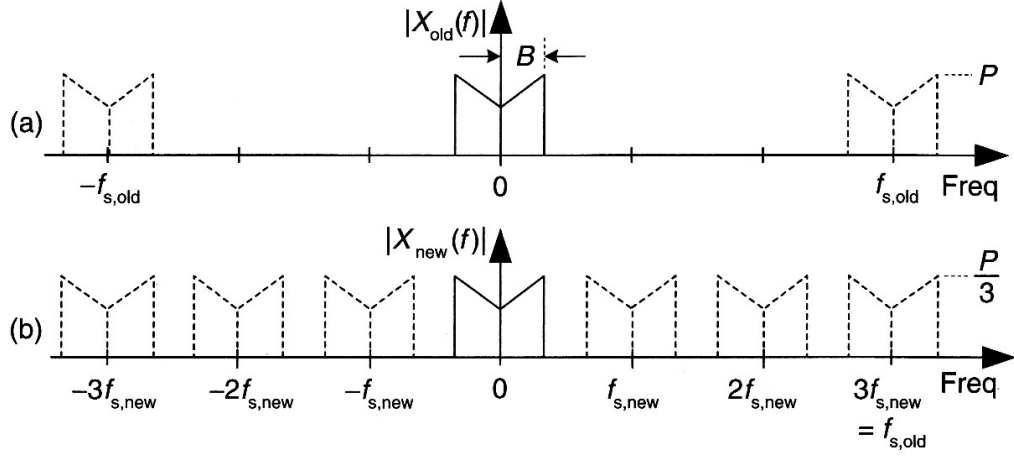 |X_old(f)|
B
P
(a)
–f_s,old
0
f_s,old
Freq
|X_new(f)|
P/3
(b)
–3f_s,new
–2f_s,new
–f_s,new
0
f_s,new
2f_s,new
3f_s,new
Freq
= f_s,old